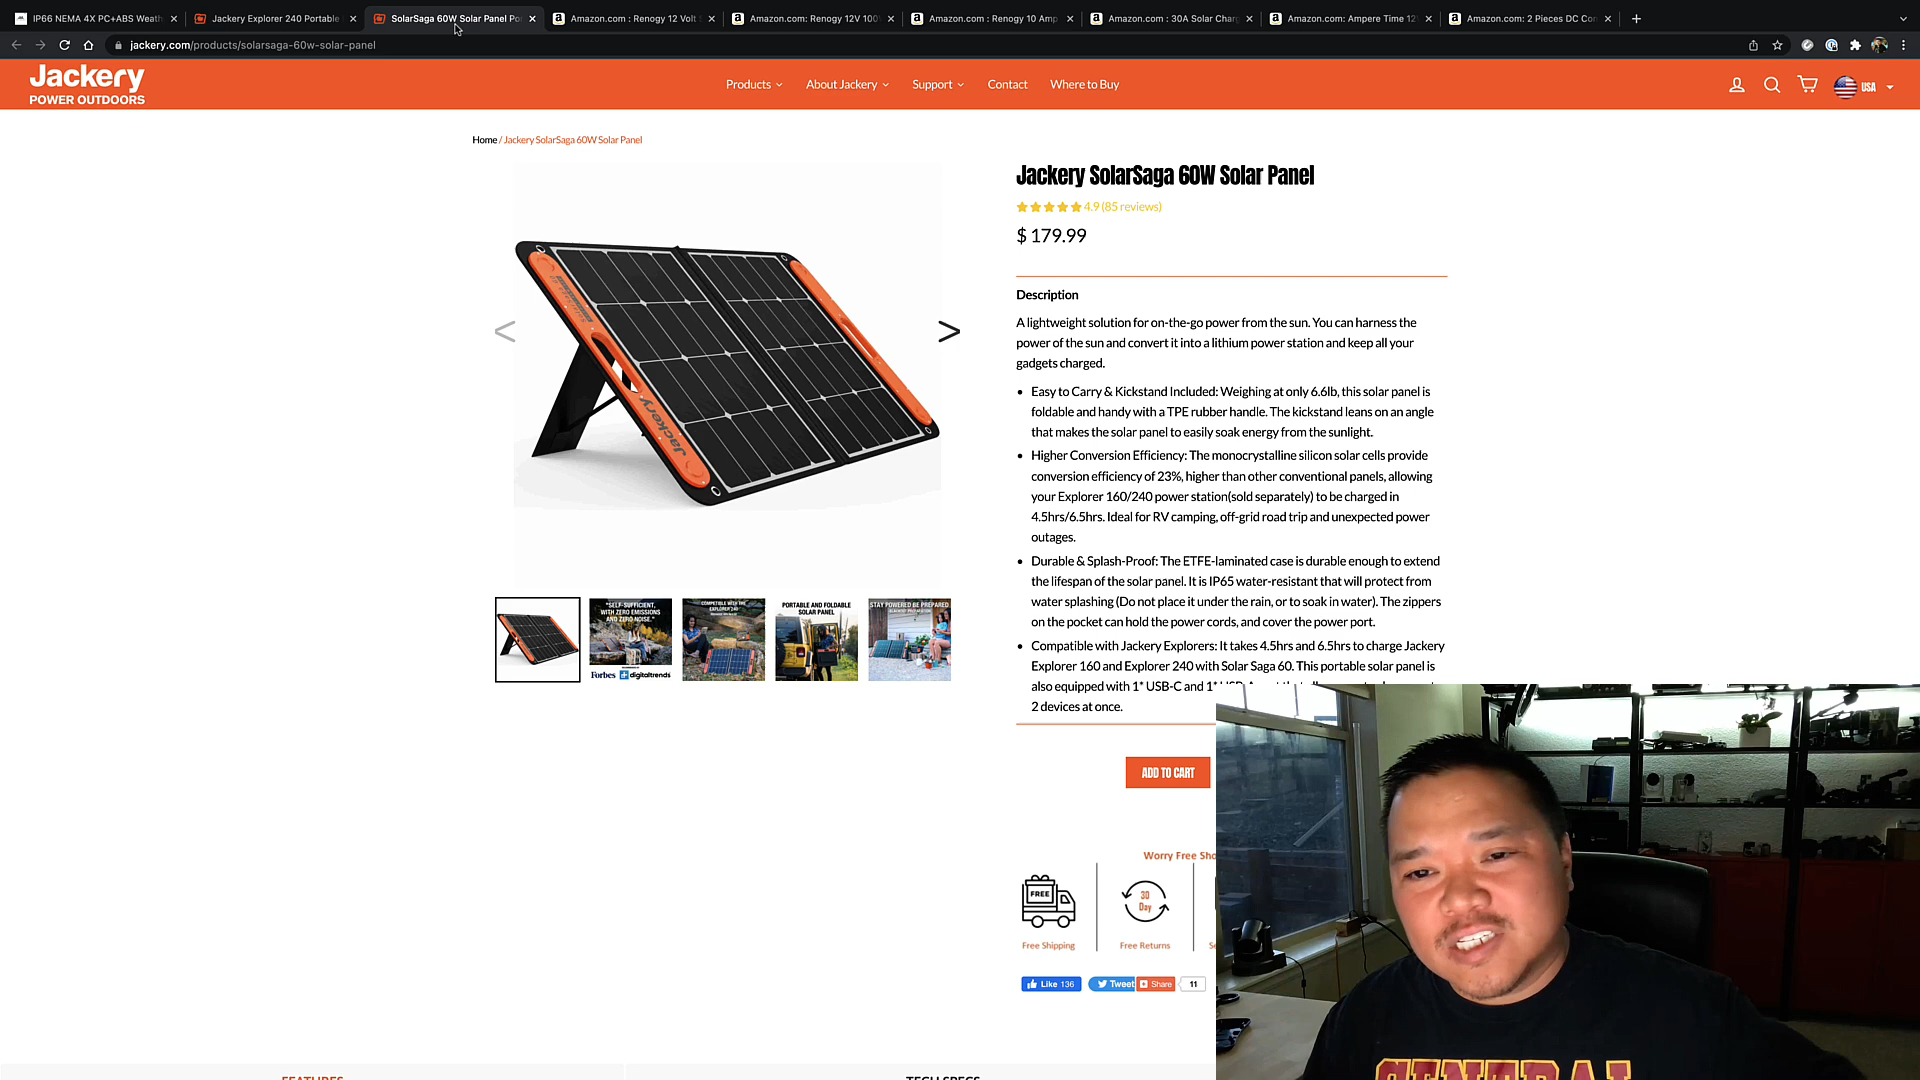 IP66 NEMA 4X PC+ABS Weath
Jackery Explorer 240 Portable
SolarSaga 60W Solar Panel Po
Amazon.com : Renogy 12 Volt
Amazon.com: Renogy 12V 100
Amazon.com : Renogy 10 Amp
Amazon.com : 30A Solar Char
Amazon.com: Ampere Time 12
Amazon.com: 2 Pieces DC Con
jackery.com/products/solarsaga-60w-solar-panel
Jackery
POWER OUTDOORS
Products
About Jackery
Support
Contact
Where to Buy
USA
Home / Jackery SolarSaga 60W Solar Panel
Jackery SolarSaga 60W Solar Panel
4.9 (85 reviews)
$ 179.99
Description
A lightweight solution for on-the-go power from the sun. You can harness the
power of the sun and convert it into a lithium power station and keep all your
gadgets charged.
Easy to Carry & Kickstand Included: Weighing at only 6.6lb, this solar panel is
foldable and handy with a TPE rubber handle. The kickstand leans on an angle
that makes the solar panel to easily soak energy from the sunlight.
Higher Conversion Efficiency: The monocrystalline silicon solar cells provide
conversion efficiency of 23%, higher than other conventional panels, allowing
your Explorer 160/240 power station(sold separately) to be charged in
4.5hrs/6.5hrs. Ideal for RV camping, off-grid road trip and unexpected power
outages.
Durable & Splash-Proof: The ETFE-laminated case is durable enough to extend
the lifespan of the solar panel. It is IP65 water-resistant that will protect from
water splashing (Do not place it under the rain, or to soak in water). The zippers
on the pocket can hold the power cords, and cover the power port.
Compatible with Jackery Explorers: It takes 4.5hrs and 6.5hrs to charge Jackery
Explorer 160 and Explorer 240 with Solar Saga 60. This portable solar panel is
also equipped with 1* USB-C and 1*
2 devices at once.
Jackery
"SELF-SUFFICIENT,
WITH ZERO EMISSIONS
AND ZERO NOISE."
Forbes digitaltrends
COMPATIBLE WITH THE
EXPLORER 240
PORTABLE AND FOLDABLE
SOLAR PANEL
STAY POWERED BE PREPARED
ADD TO CART
Worry Free Sho
FREE
30
Day
Free Shipping
Free Returns
Like 136
Tweet
Share
11
FEATURES
TECH SPECS
CENTRAL